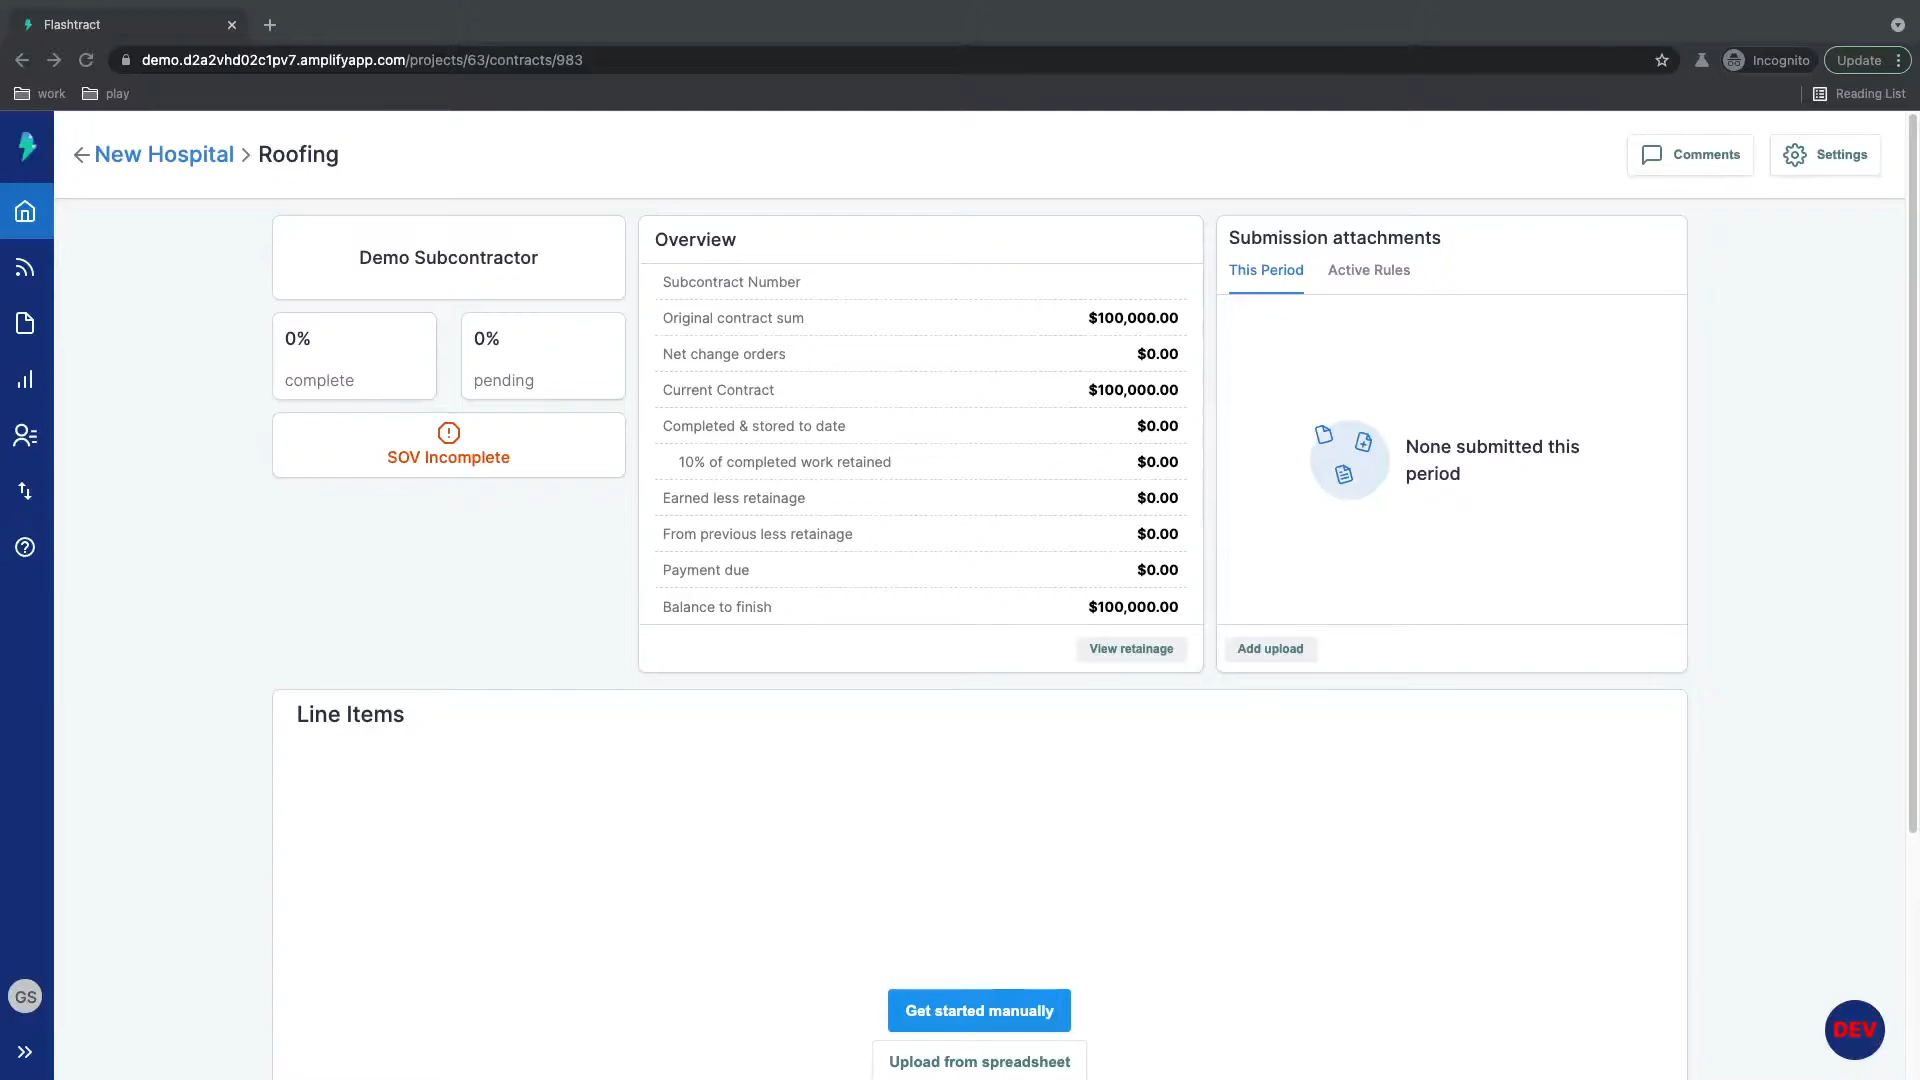 Flashtract
demo.d2a2vhd02c1pv7.amplifyapp.com/projects/63/contracts/983
Incognito
Update
work
play
Reading List
New Hospital > Roofing
Comments
Settings
Demo Subcontractor
0%
complete
0%
pending
SOV Incomplete
Overview
Subcontract Number
Original contract sum $100,000.00
Net change orders $0.00
Current Contract $100,000.00
Completed & stored to date $0.00
10% of completed work retained $0.00
Earned less retainage $0.00
From previous less retainage $0.00
Payment due $0.00
Balance to finish $100,000.00
View retainage
Submission attachments
This Period Active Rules
None submitted this
period
Add upload
Line Items
Get started manually
Upload from spreadsheet
GS
DEV